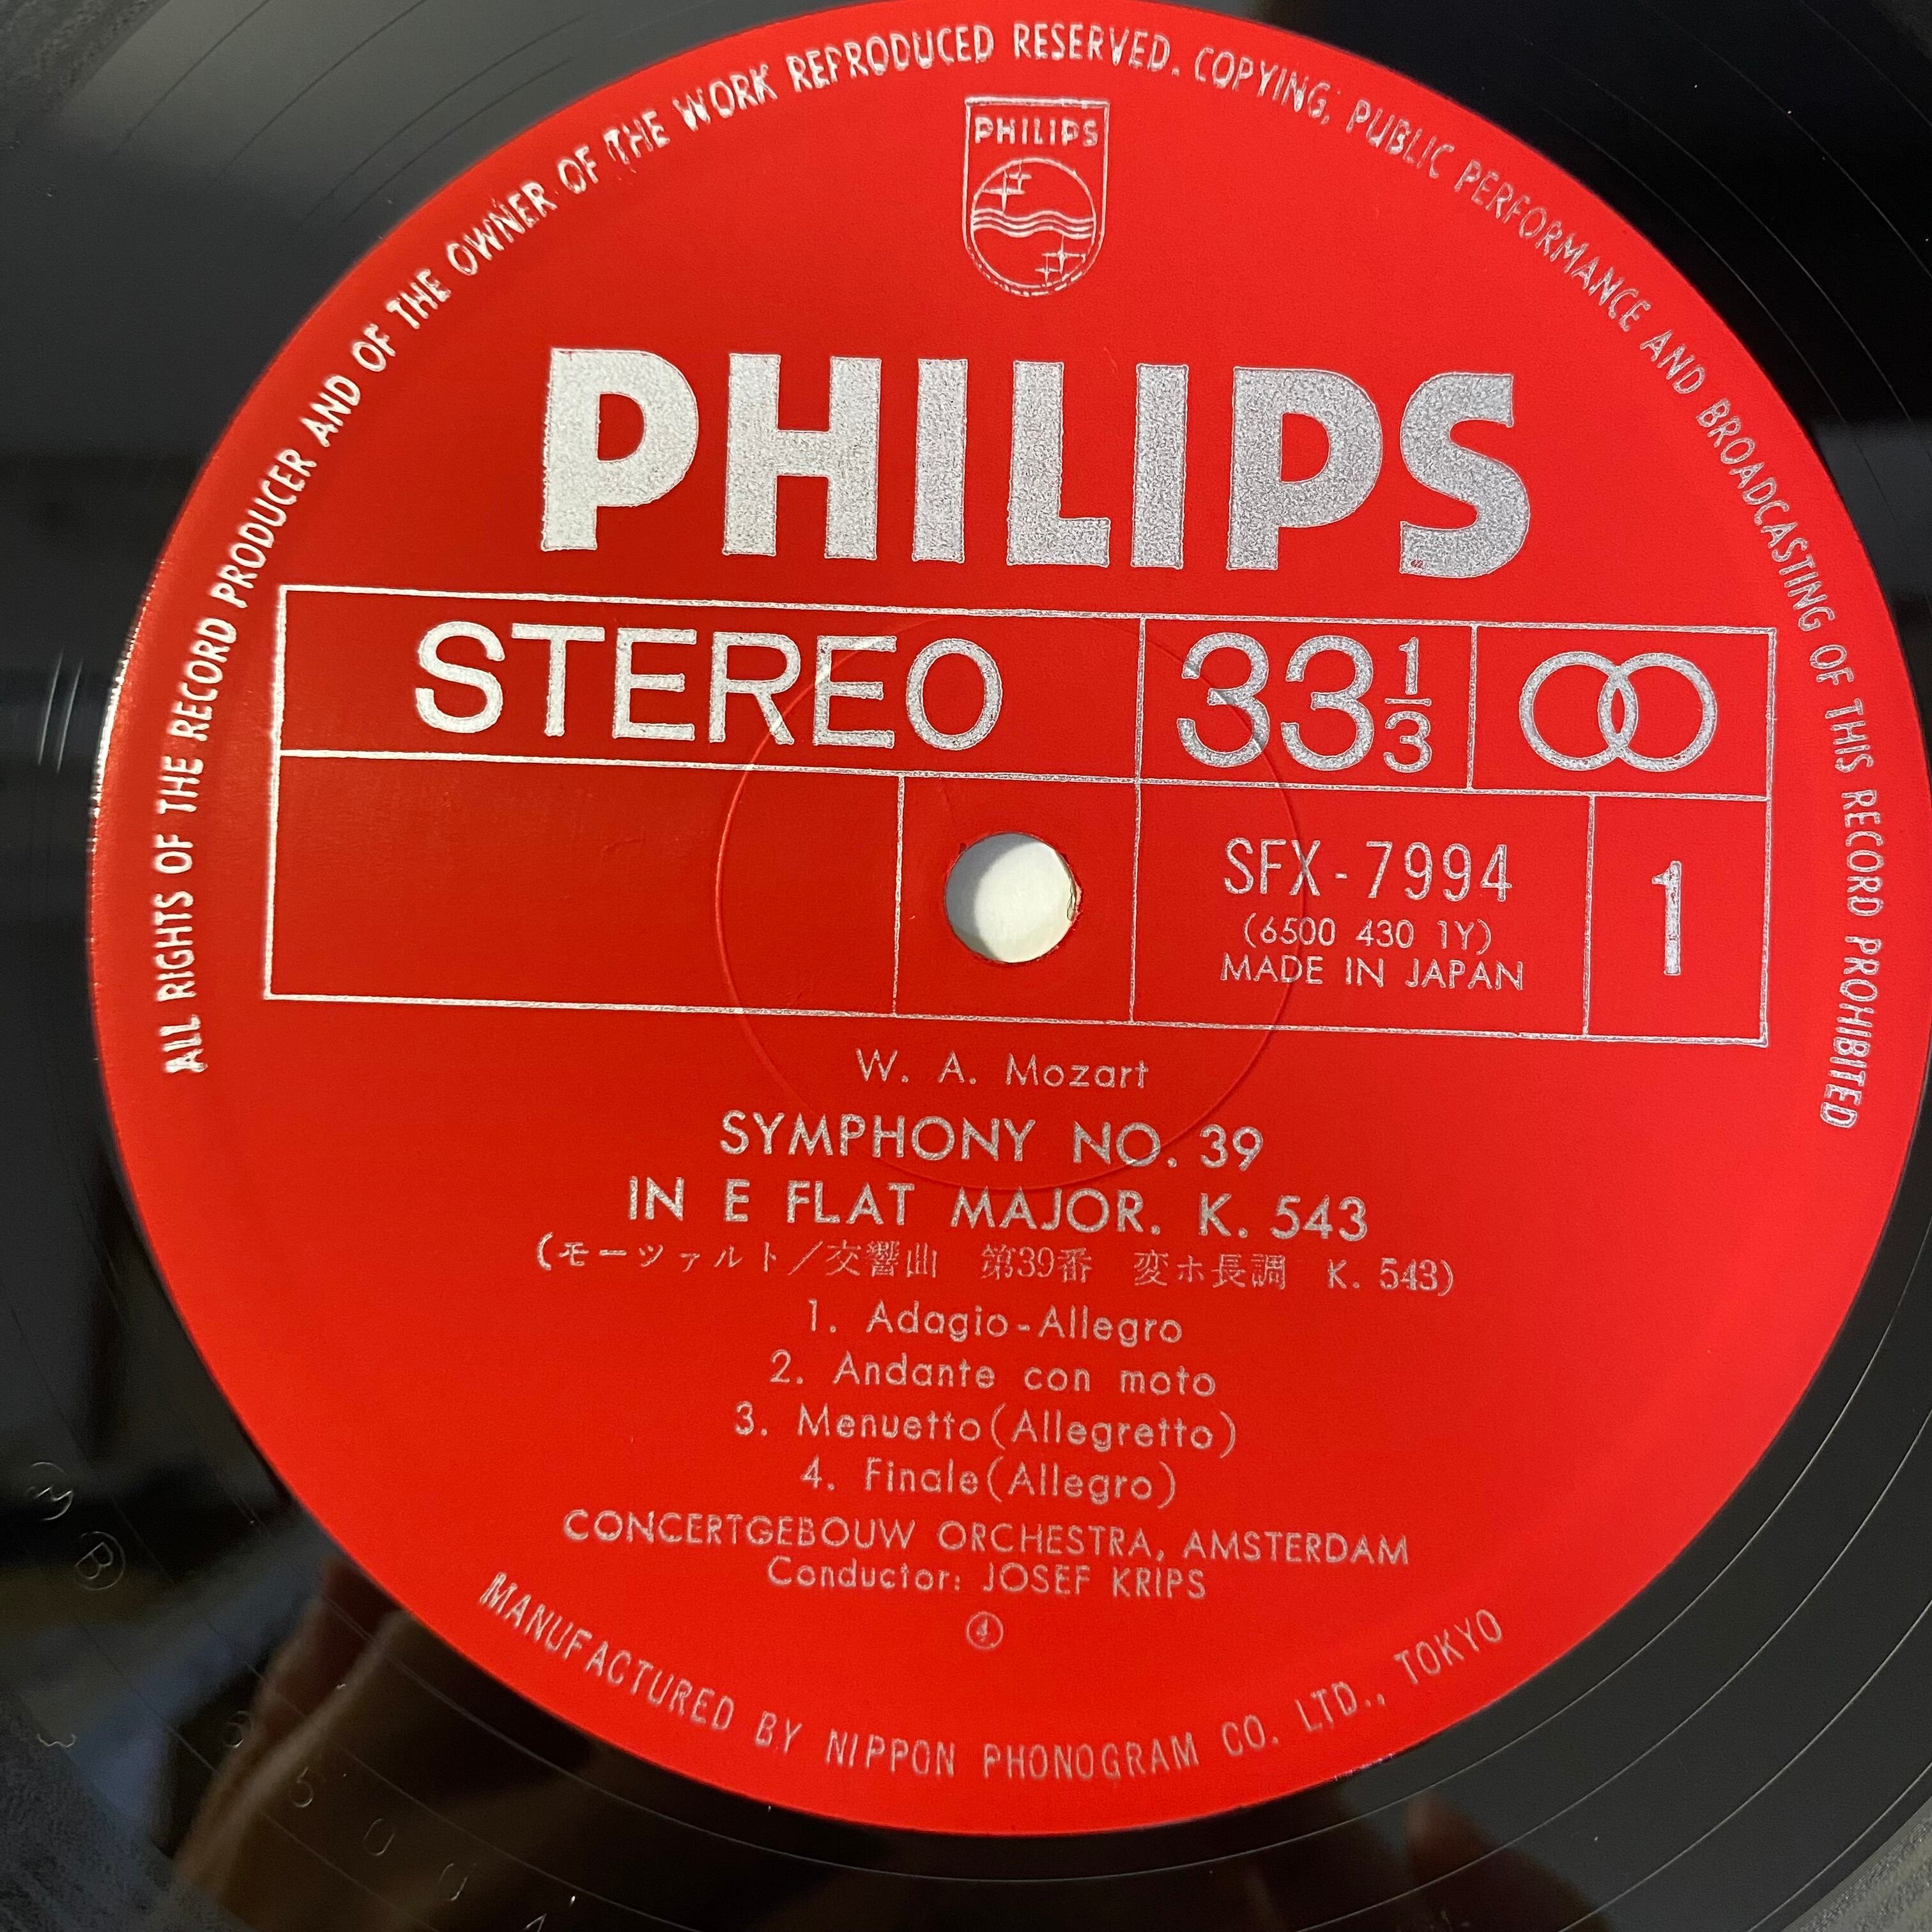 ALL RIGHTS OF THE RECORD PRODUCER AND OF THE OWNER OF THE WORK REPRODUCED RESERVED. COPYING, PUBLIC PERFORMANCE AND BROADCASTING OF THIS RECORD PROHIBITED
PHILIPS
PHILIPS
STEREO 33 1/3
SFX-7994 1
(6500 430 1Y)
MADE IN JAPAN
W. A. Mozart
SYMPHONY NO. 39
IN E FLAT MAJOR. K. 543
(モーツァルト/交響曲 第39番 変ホ長調 K. 543)
1. Adagio-Allegro
2. Andante con moto
3. Menuetto(Allegretto)
4. Finale(Allegro)
CONCERTGEBOUW ORCHESTRA, AMSTERDAM
Conductor: JOSEF KRIPS
④
MANUFACTURED BY NIPPON PHONOGRAM CO. LTD., TOKYO